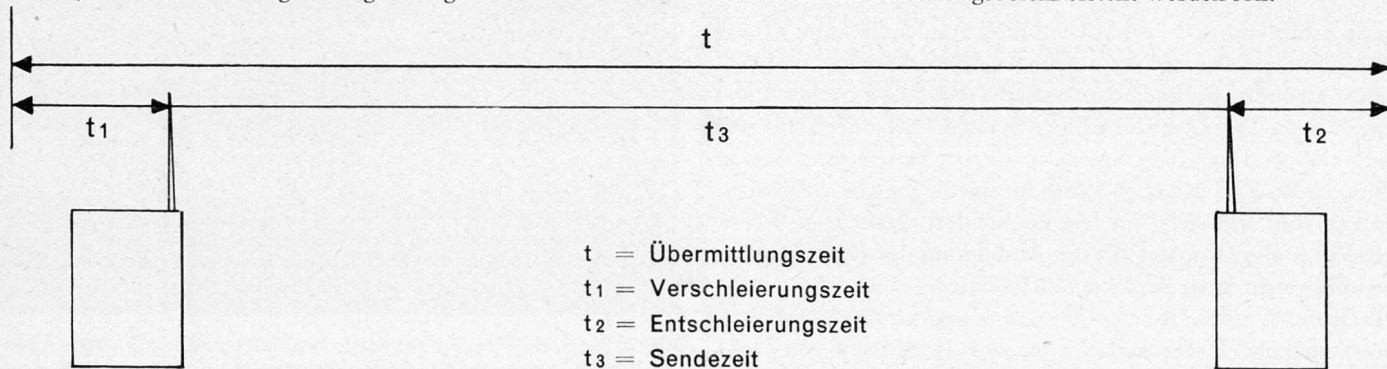 t
t1 t3 t2
t = Übermittlungszeit
t1 = Verschleierungszeit
t2 = Entschleierungszeit
t3 = Sendezeit